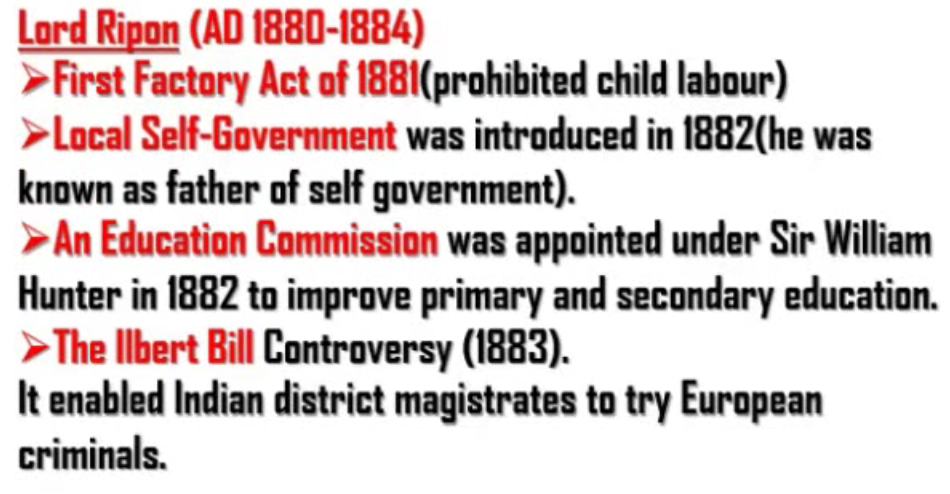 Lord Ripon (AD 1880-1884)
➢First Factory Act of 1881(prohibited child labour)
➢Local Self-Government was introduced in 1882(he was
known as father of self government).
➢An Education Commission was appointed under Sir William
Hunter in 1882 to improve primary and secondary education.
➢The Ilbert Bill Controversy (1883).
It enabled Indian district magistrates to try European
criminals.